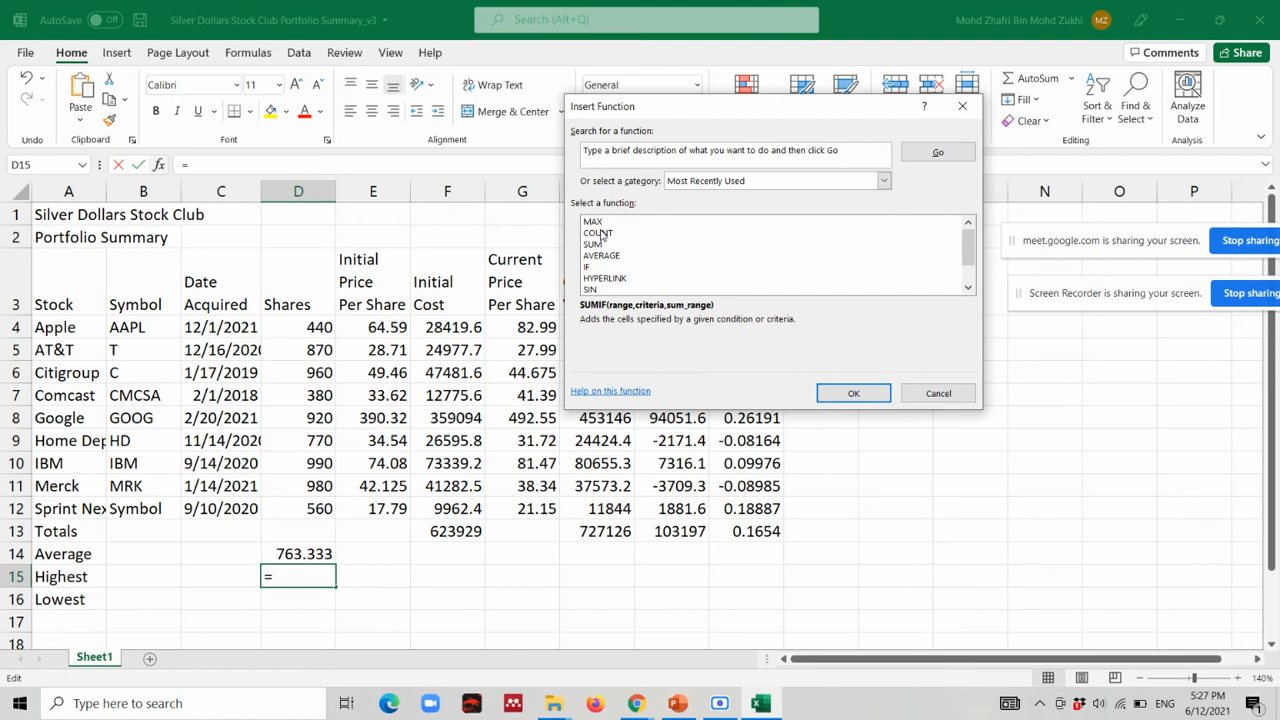 AutoSave Off Silver Dollars Stock Club Portfolio Summary_v3 Search (Alt+Q) Mohd Zhafri Bin Mohd Zukhi MZ
File Home Insert Page Layout Formulas Data Review View Help Comments Share
Calibri 11 Wrap Text General AutoSum
Paste B I U Merge & Center Fill Sort & Filter Find & Select Analyze Data
Clear
Undo Clipboard Font Alignment Editing Analysis
D15 fx =
Insert Function ?
Search for a function:
Type a brief description of what you want to do and then click Go Go
Or select a category: Most Recently Used
Select a function:
MAX
COUNT
SUM
AVERAGE
IF
HYPERLINK
SIN
SUMIF(range,criteria,sum_range)
Adds the cells specified by a given condition or criteria.
Help on this function OK Cancel
meet.google.com is sharing your screen. Stop sharing
Screen Recorder is sharing your screen. Stop sharing
A B C D E F G N O P
1 Silver Dollars Stock Club
2 Portfolio Summary
3 Stock Symbol Date Acquired Shares Initial Price Per Share Initial Cost Current Price Per Share
4 Apple AAPL 12/1/2021 440 64.59 28419.6 82.99
5 AT&T T 12/16/2020 870 28.71 24977.7 27.99
6 Citigroup C 1/17/2019 960 49.46 47481.6 44.675
7 Comcast CMCSA 2/1/2018 380 33.62 12775.6 41.39
8 Google GOOG 2/20/2021 920 390.32 359094 492.55 453146 94051.6 0.26191
9 Home Dep HD 11/14/2020 770 34.54 26595.8 31.72 24424.4 -2171.4 -0.08164
10 IBM IBM 9/14/2020 990 74.08 73339.2 81.47 80655.3 7316.1 0.09976
11 Merck MRK 1/14/2021 980 42.125 41282.5 38.34 37573.2 -3709.3 -0.08985
12 Sprint Nex Symbol 9/10/2020 560 17.79 9962.4 21.15 11844 1881.6 0.18887
13 Totals 623929 727126 103197 0.1654
14 Average 763.333
15 Highest =
16 Lowest
17
18
Sheet1
Edit 140%
Type here to search ENG 5:27 PM
6/12/2021 1